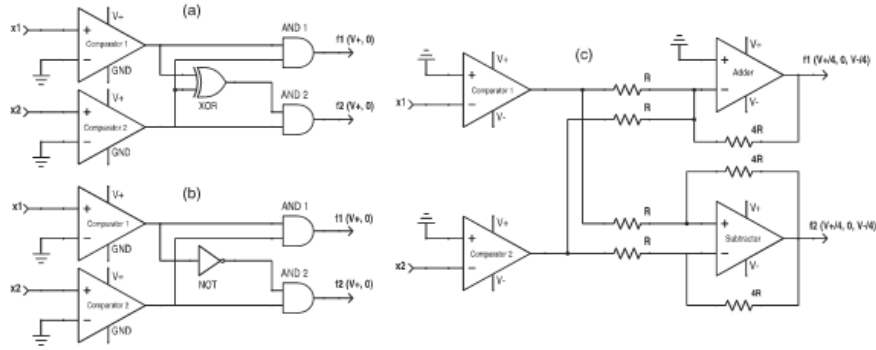 (a)
x1
V+
+
Comparator 1
-
GND
AND 1
f1 (V+, 0)
XOR
x2
V+
+
Comparator 2
-
GND
AND 2
f2 (V+, 0)
(b)
x1
V+
+
Comparator 1
-
GND
AND 1
f1 (V+, 0)
NOT
x2
V+
+
Comparator 2
-
GND
AND 2
f2 (V+, 0)
(c)
V+
+
Comparator 1
-
x1
V-
R
R
V+
+
Adder
-
V-
f1 (V+/4, 0, V-/4)
4R
4R
V+
+
Comparator 2
-
x2
V-
R
R
V+
+
Subtractor
-
V-
f2 (V+/4, 0, V-/4)
4R